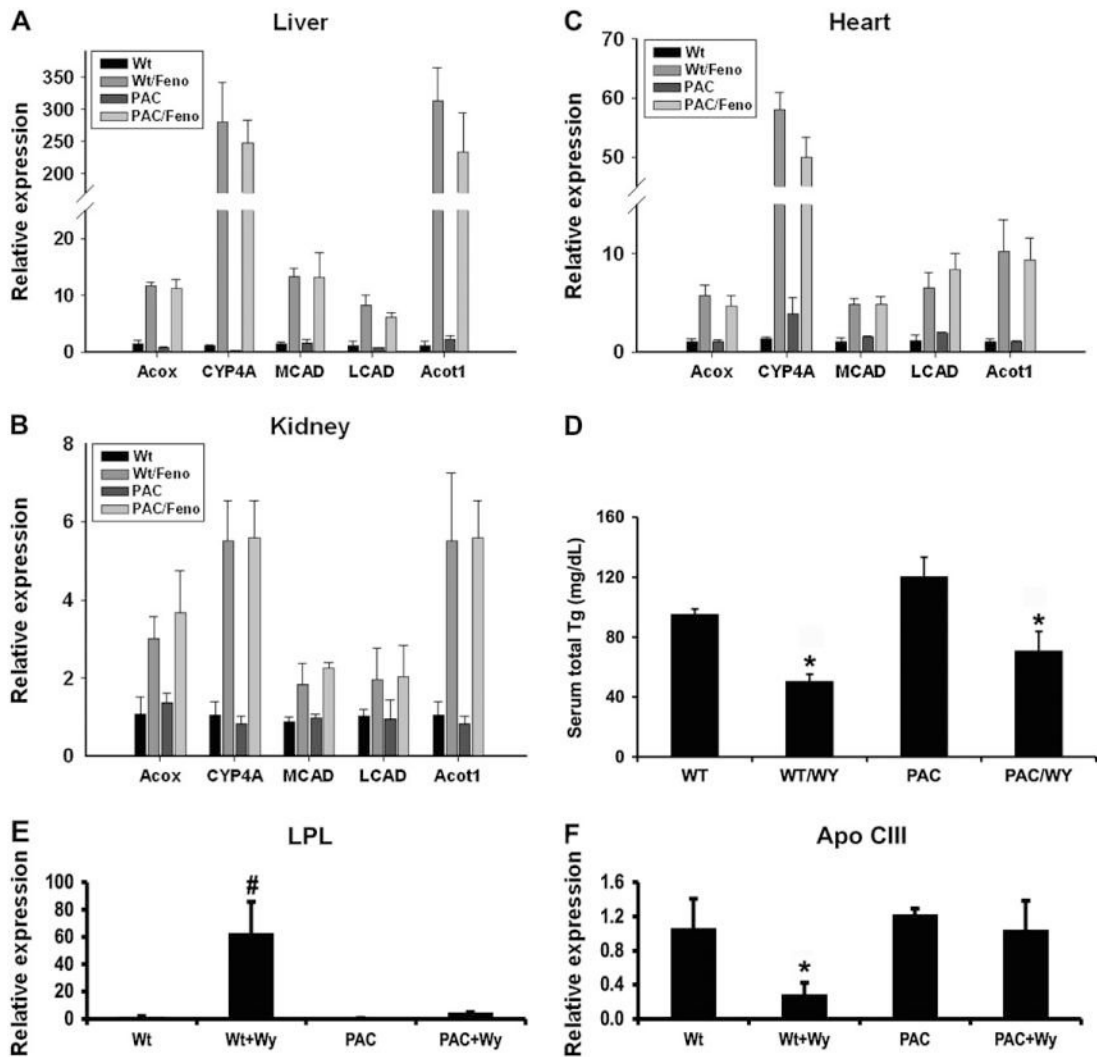 A
Liver
Relative expression
350
300
250
200
20
10
0
Wt
Wt/Feno
PAC
PAC/Feno
Acox CYP4A MCAD LCAD Acot1
C
Heart
Relative expression
70
60
50
10
0
Wt
Wt/Feno
PAC
PAC/Feno
Acox CYP4A MCAD LCAD Acot1
B
Kidney
Relative expression
8
6
4
2
0
Wt
Wt/Feno
PAC
PAC/Feno
Acox CYP4A MCAD LCAD Acot1
D
Serum total Tg (mg/dL)
160
120
80
40
0
* *
WT WT/WY PAC PAC/WY
E
LPL
Relative expression
100
80
60
40
20
0
#
Wt Wt+Wy PAC PAC+Wy
F
Apo CIII
Relative expression
1.6
1.2
0.8
0.4
0.0
*
Wt Wt+Wy PAC PAC+Wy